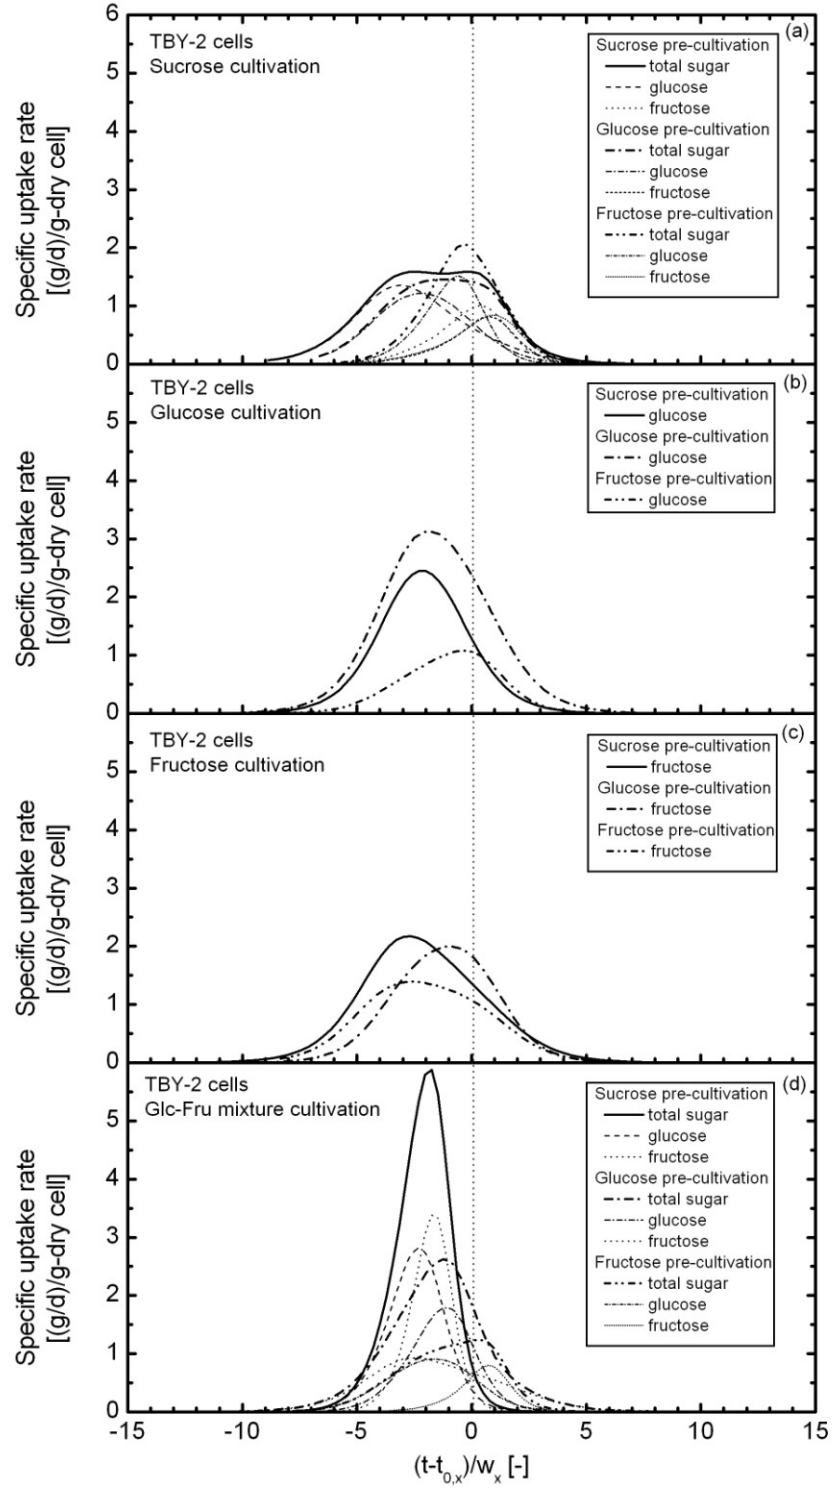 TBY-2 cells
Sucrose cultivation
(a)
Sucrose pre-cultivation
total sugar
glucose
fructose
Glucose pre-cultivation
total sugar
glucose
fructose
Fructose pre-cultivation
total sugar
glucose
fructose
Specific uptake rate
[(g/d)/g-dry cell]
6
5
4
3
2
1
0
TBY-2 cells
Glucose cultivation
(b)
Sucrose pre-cultivation
glucose
Glucose pre-cultivation
glucose
Fructose pre-cultivation
glucose
Specific uptake rate
[(g/d)/g-dry cell]
5
4
3
2
1
0
TBY-2 cells
Fructose cultivation
(c)
Sucrose pre-cultivation
fructose
Glucose pre-cultivation
fructose
Fructose pre-cultivation
fructose
Specific uptake rate
[(g/d)/g-dry cell]
5
4
3
2
1
0
TBY-2 cells
Glc-Fru mixture cultivation
(d)
Sucrose pre-cultivation
total sugar
glucose
fructose
Glucose pre-cultivation
total sugar
glucose
fructose
Fructose pre-cultivation
total sugar
glucose
fructose
Specific uptake rate
[(g/d)/g-dry cell]
5
4
3
2
1
0
-15 -10 -5 0 5 10 15
(t-t0,x)/wx [-]